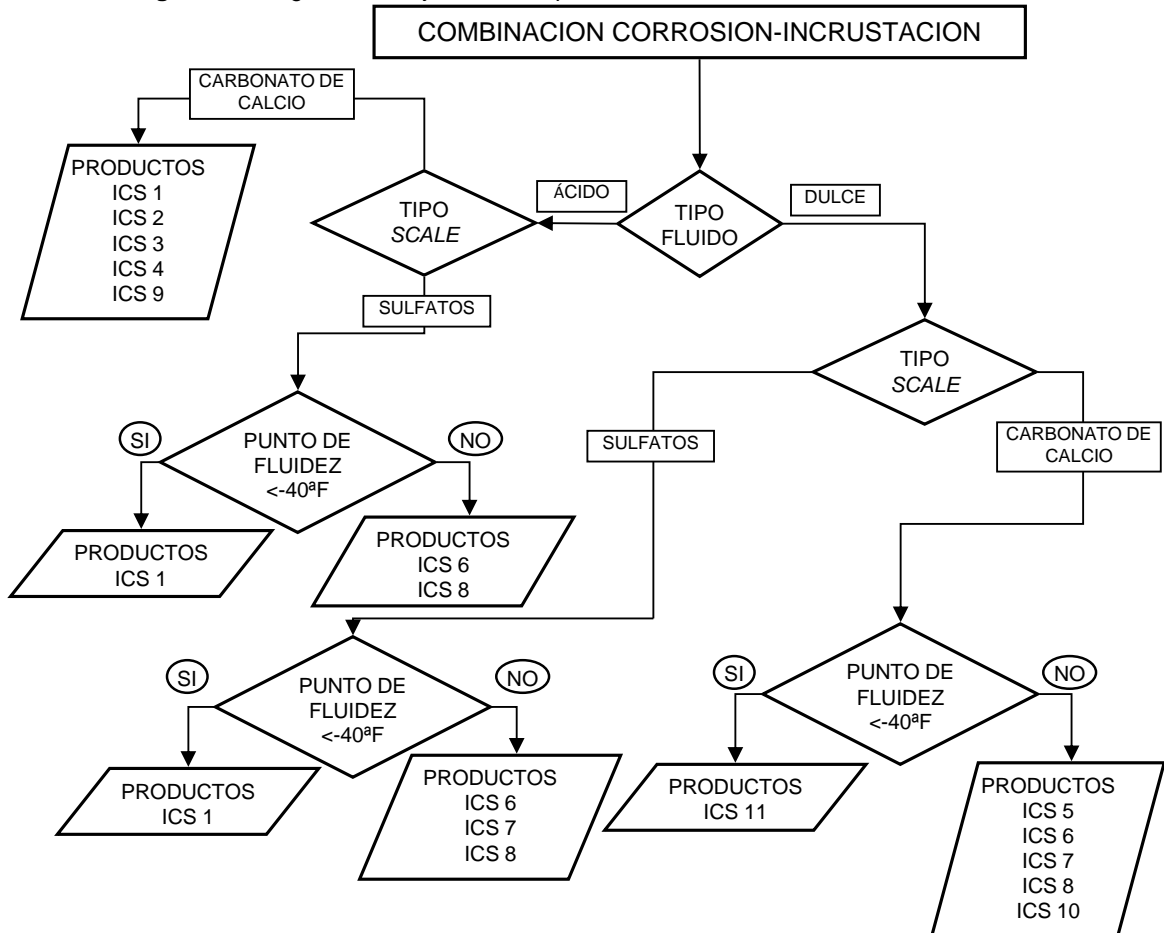 COMBINACION CORROSION-INCRUSTACION
CARBONATO DE
CALCIO
PRODUCTOS
ICS 1
ICS 2
ICS 3
ICS 4
ICS 9
TIPO
SCALE
ÁCIDO
TIPO
FLUIDO
DULCE
SULFATOS
TIPO
SCALE
SI
PUNTO DE
FLUIDEZ
<-40ªF
NO
SULFATOS
CARBONATO DE
CALCIO
PRODUCTOS
ICS 1
PRODUCTOS
ICS 6
ICS 8
SI
PUNTO DE
FLUIDEZ
<-40ªF
NO
SI
PUNTO DE
FLUIDEZ
<-40ªF
NO
PRODUCTOS
ICS 1
PRODUCTOS
ICS 6
ICS 7
ICS 8
PRODUCTOS
ICS 11
PRODUCTOS
ICS 5
ICS 6
ICS 7
ICS 8
ICS 10